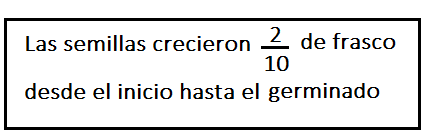 Las semillas crecieron 2/10 de frasco
desde el inicio hasta el germinado